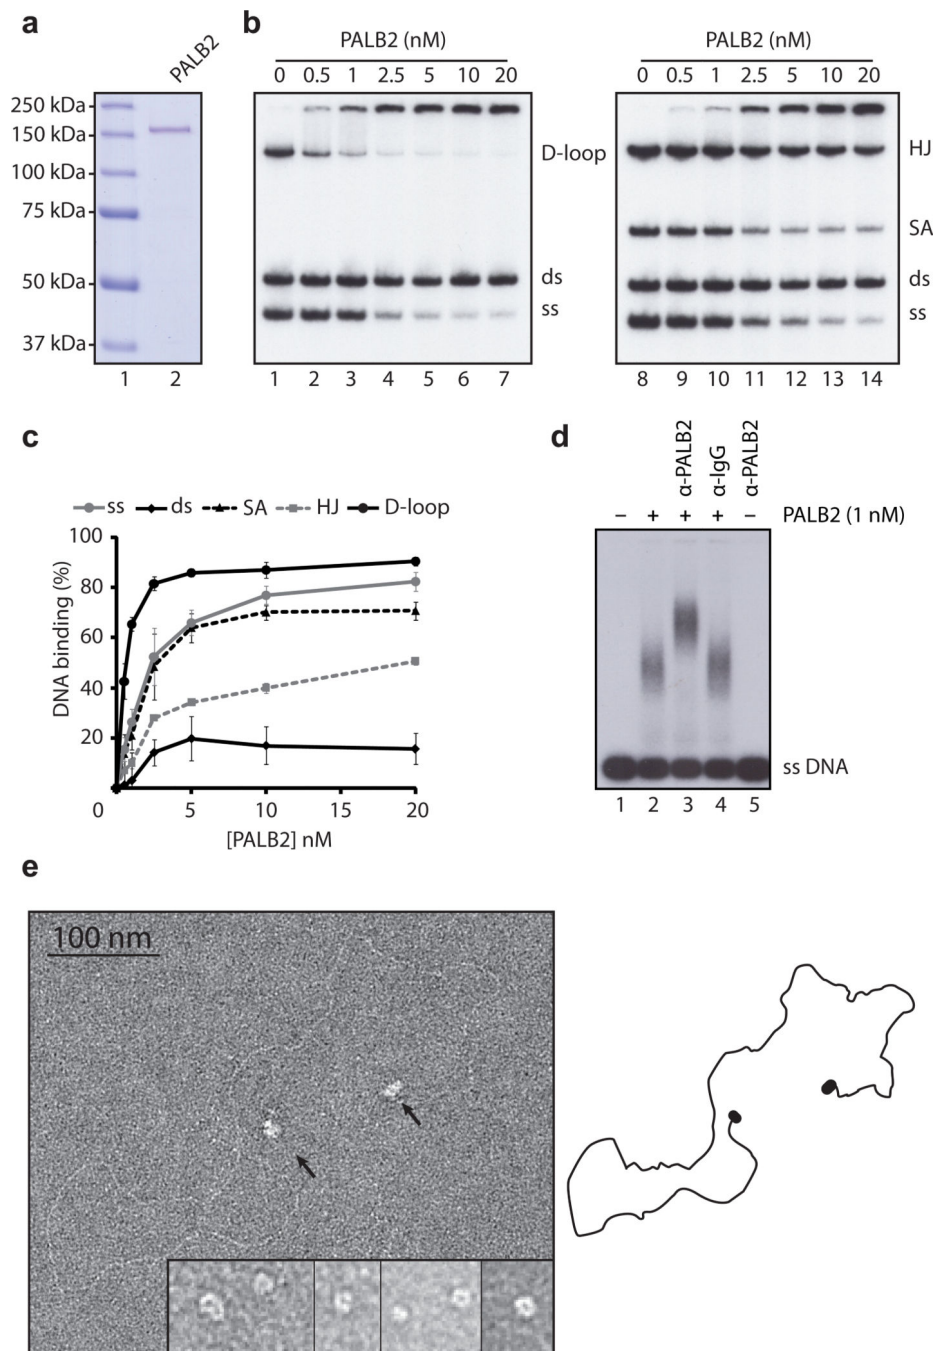 a
PALB2
250 kDa
150 kDa
100 kDa
75 kDa
50 kDa
37 kDa
1 2
b
PALB2 (nM)
0 0.5 1 2.5 5 10 20
D-loop
ds
ss
1 2 3 4 5 6 7
PALB2 (nM)
0 0.5 1 2.5 5 10 20
HJ
SA
ds
ss
8 9 10 11 12 13 14
c
ss ds SA HJ D-loop
DNA binding (%)
100
80
60
40
20
0 5 10 15 20
[PALB2] nM
d
α-PALB2
α-IgG
α-PALB2
– + + + – PALB2 (1 nM)
ss DNA
1 2 3 4 5
e
100 nm